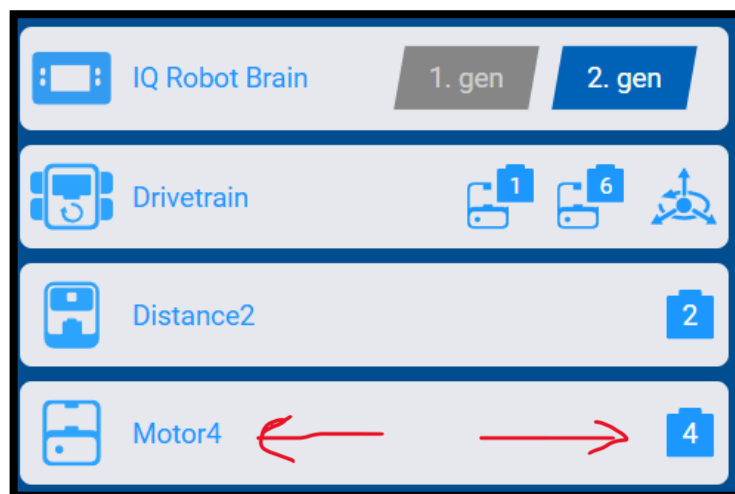 IQ Robot Brain 1. gen 2. gen
Drivetrain 1 6
Distance2 2
Motor4 4